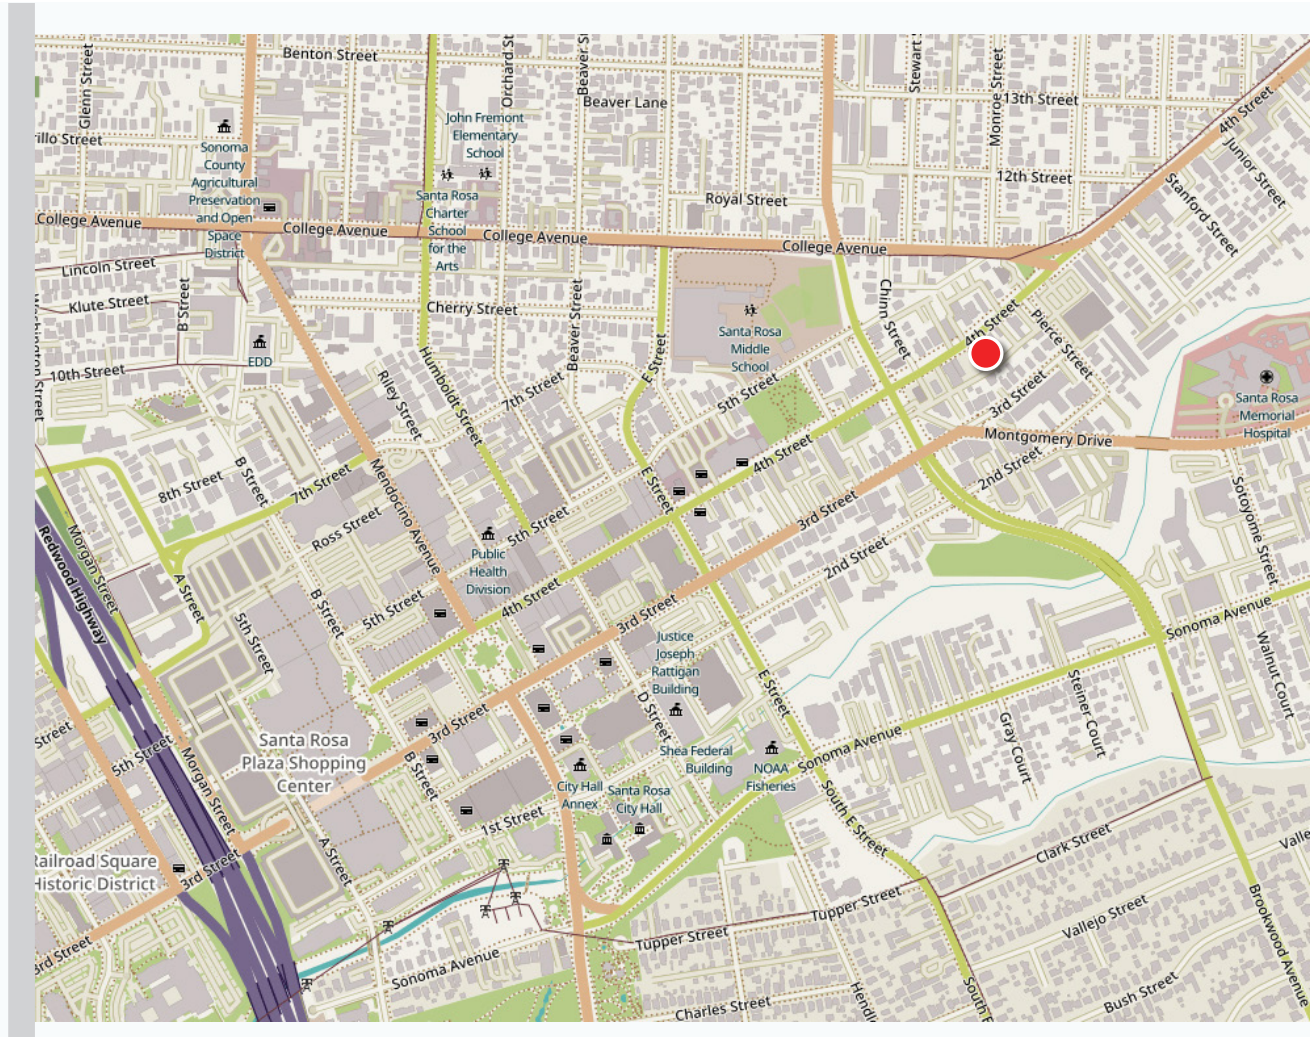 Benton Street
Glenn Street
Orchard St
Beaver S
Beaver Lane
Stewart
Monroe Street
13th Street
4th Street
Junior Street
rillo Street
John Fremont
Elementary
School
Sonoma
County
Agricultural
Preservation
and Open
Space
District
Santa Rosa
Charter
School
for the
Arts
12th Street
Stanford Street
Royal Street
College Avenue
College Avenue
College Avenue
College Avenue
Lincoln Street
Klute Street
B Street
Cherry Street
Beaver Street
Chinn Street
4th Street
Pierce Street
Santa Rosa
Middle
School
E Street
EDD
10th Street
Humboldt Street
Riley Street
7th Street
5th Street
3rd Street
Santa Rosa
Memorial
Hospital
Montgomery Drive
2nd Street
4th Street
B Street
8th Street
7th Street
Mendocino Avenue
E Street
Ross Street
5th Street
3rd Street
Sotoyome Street
Public
Health
Division
2nd Street
Redwood Highway
Morgan Street
A Street
B Street
5th Street
4th Street
3rd Street
5th Street
Justice
Joseph
Rattigan
Building
Sonoma Avenue
Walnut Court
E Street
D Street
Steiner Court
Gray Court
3rd Street
Street
5th Street
Santa Rosa
Plaza Shopping
Center
Morgan Street
B Street
Shea Federal
Building
NOAA
Fisheries
Sonoma Avenue
City Hall
Annex
Santa Rosa
City Hall
South E Street
1st Street
A Street
Clark Street
Valle
Railroad Square
Historic District
3rd Street
Tupper Street
Vallejo Street
Brookwood Avenue
Tupper Street
3rd Street
Sonoma Avenue
Charles Street
Hendl
South E
Bush Street